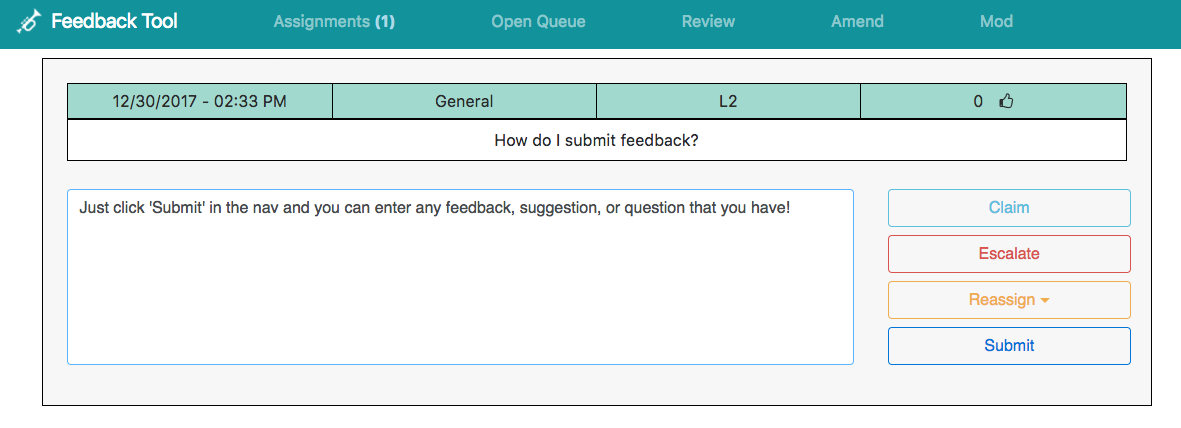 Feedback Tool Assignments (1) Open Queue Review Amend Mod
12/30/2017 - 02:33 PM General L2 0
How do I submit feedback?
Just click 'Submit' in the nav and you can enter any feedback, suggestion, or question that you have!
Claim
Escalate
Reassign
Submit